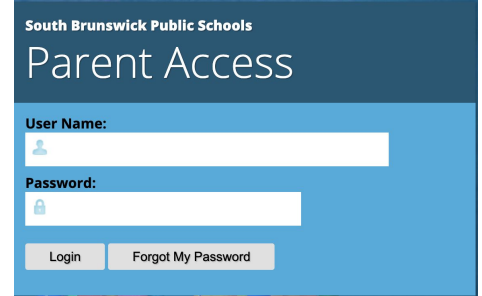 South Brunswick Public Schools
Parent Access
User Name:
Password:
Login Forgot My Password